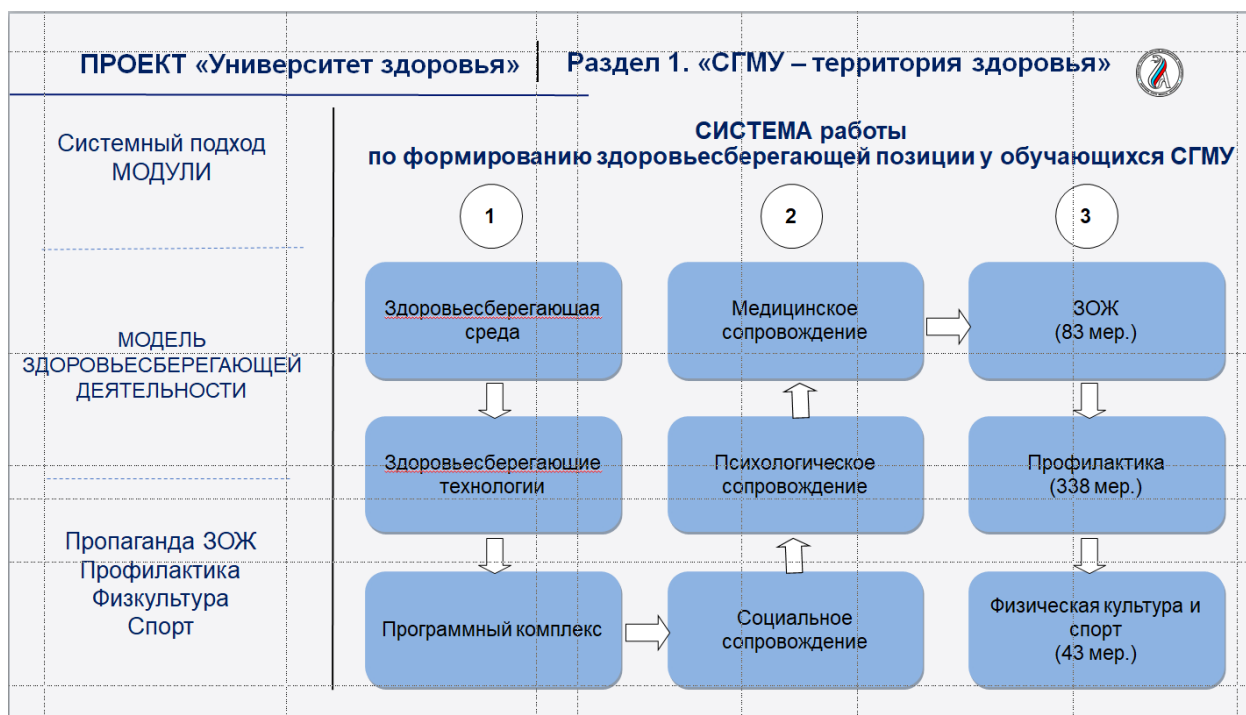 ПРОЕКТ «Университет здоровья»
Раздел 1. «СГМУ – территория здоровья»
Системный подход
МОДУЛИ
МОДЕЛЬ
ЗДОРОВЬЕСБЕРЕГАЮЩЕЙ
ДЕЯТЕЛЬНОСТИ
Пропаганда ЗОЖ
Профилактика
Физкультура
Спорт
СИСТЕМА работы
по формированию здоровьесберегающей позиции у обучающихся СГМУ
1
Здоровьесберегающая
среда
Здоровьесберегающие
технологии
Программный комплекс
2
Медицинское
сопровождение
Психологическое
сопровождение
Социальное
сопровождение
3
ЗОЖ
(83 мер.)
Профилактика
(338 мер.)
Физическая культура и
спорт
(43 мер.)